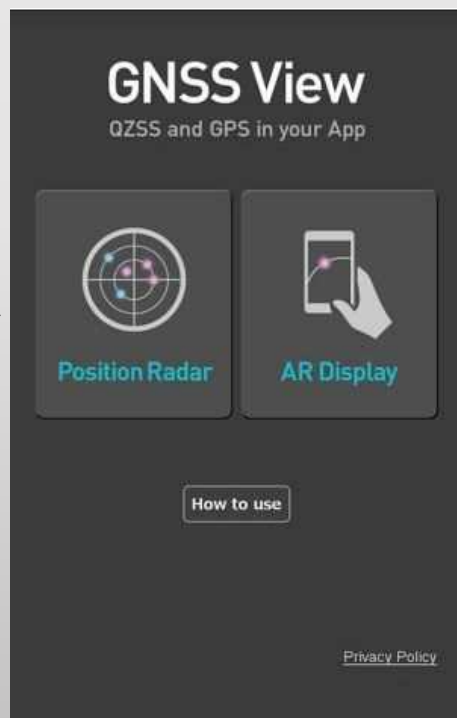 GNSS View
QZSS and GPS in your App
Position Radar
AR Display
How to use
Privacy Policy